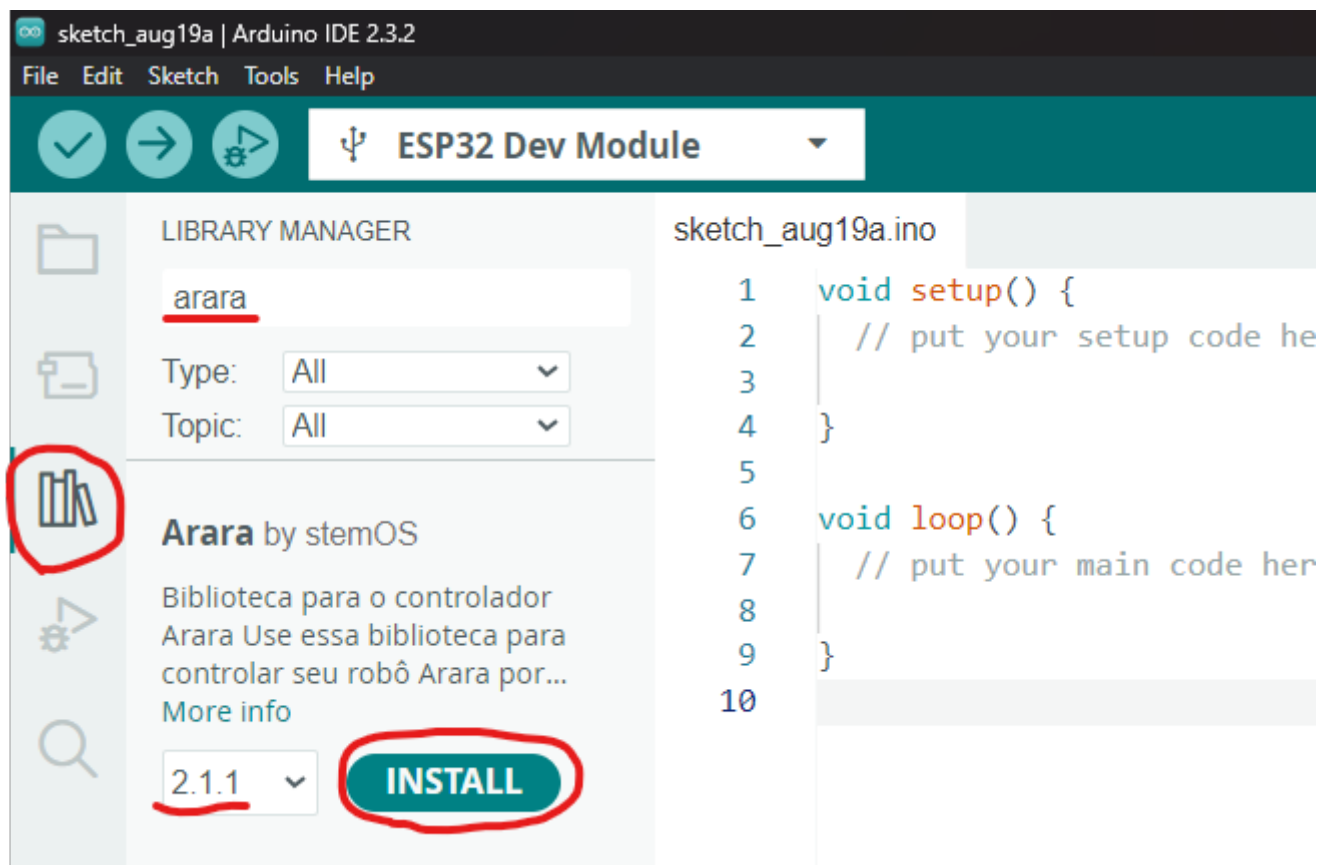 sketch_aug19a | Arduino IDE 2.3.2
File Edit Sketch Tools Help
ESP32 Dev Module
LIBRARY MANAGER
arara
Type: All
Topic: All
Arara by stemOS
Biblioteca para o controlador
Arara Use essa biblioteca para
controlar seu robô Arara por...
More info
2.1.1 INSTALL
sketch_aug19a.ino
1 void setup() {
2 // put your setup code he
3
4 }
5
6 void loop() {
7 // put your main code her
8
9 }
10